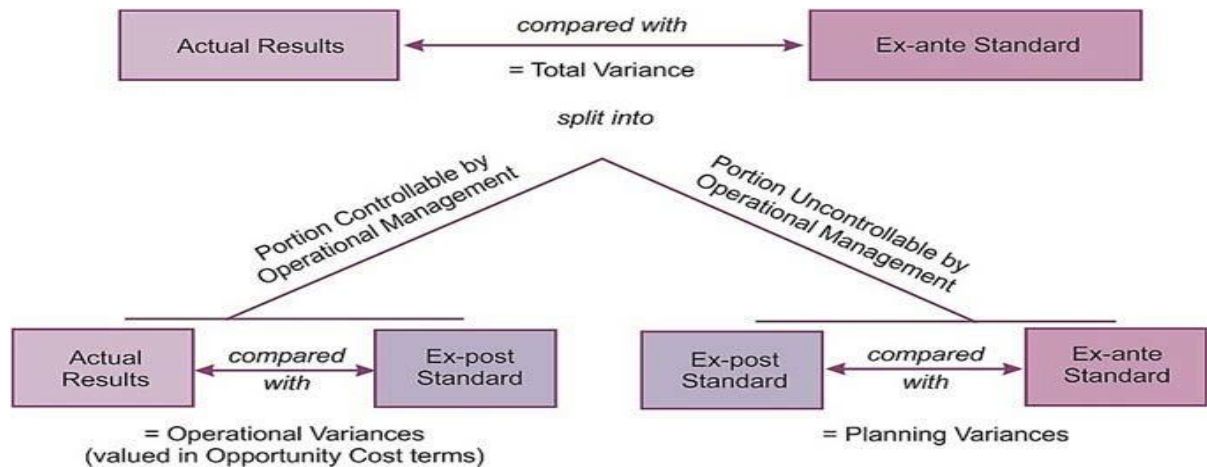 Actual Results
compared with
Ex-ante Standard
= Total Variance
split into
Portion Controllable by
Operational Management
Portion Uncontrollable by
Operational Management
Actual
Results
compared
with
Ex-post
Standard
= Operational Variances
(valued in Opportunity Cost terms)
Ex-post
Standard
compared
with
Ex-ante
Standard
= Planning Variances